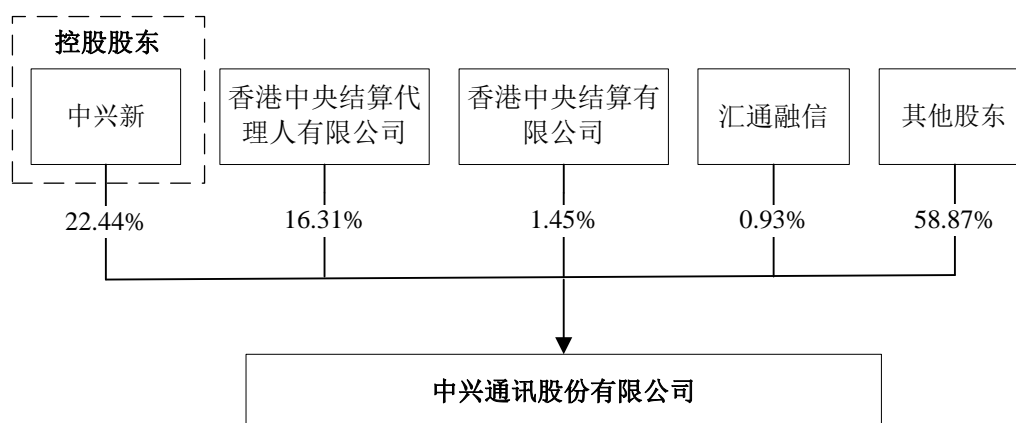 控股股东
中兴新
香港中央结算代
理人有限公司
香港中央结算有
限公司
汇通融信
其他股东
22.44%
16.31%
1.45%
0.93%
58.87%
中兴通讯股份有限公司